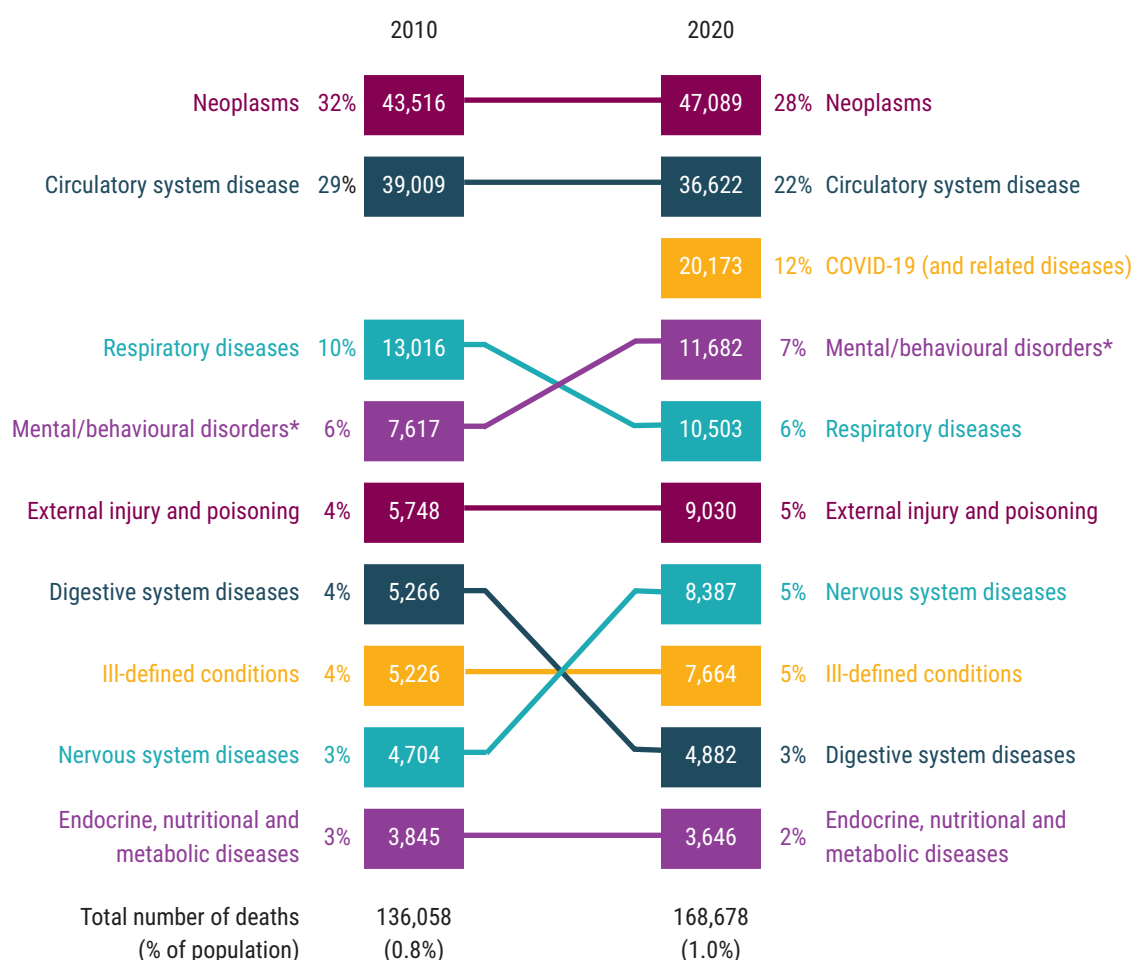 2010 2020
Neoplasms 32% 43,516 47,089 28% Neoplasms
Circulatory system disease 29% 39,009 36,622 22% Circulatory system disease
20,173 12% COVID-19 (and related diseases)
Respiratory diseases 10% 13,016 11,682 7% Mental/behavioural disorders*
Mental/behavioural disorders* 6% 7,617 10,503 6% Respiratory diseases
External injury and poisoning 4% 5,748 9,030 5% External injury and poisoning
Digestive system diseases 4% 5,266 8,387 5% Nervous system diseases
Ill-defined conditions 4% 5,226 7,664 5% Ill-defined conditions
Nervous system diseases 3% 4,704 4,882 3% Digestive system diseases
Endocrine, nutritional and
metabolic diseases 3% 3,845 3,646 2% Endocrine, nutritional and
metabolic diseases
Total number of deaths 136,058 168,678
(% of population) (0.8%) (1.0%)